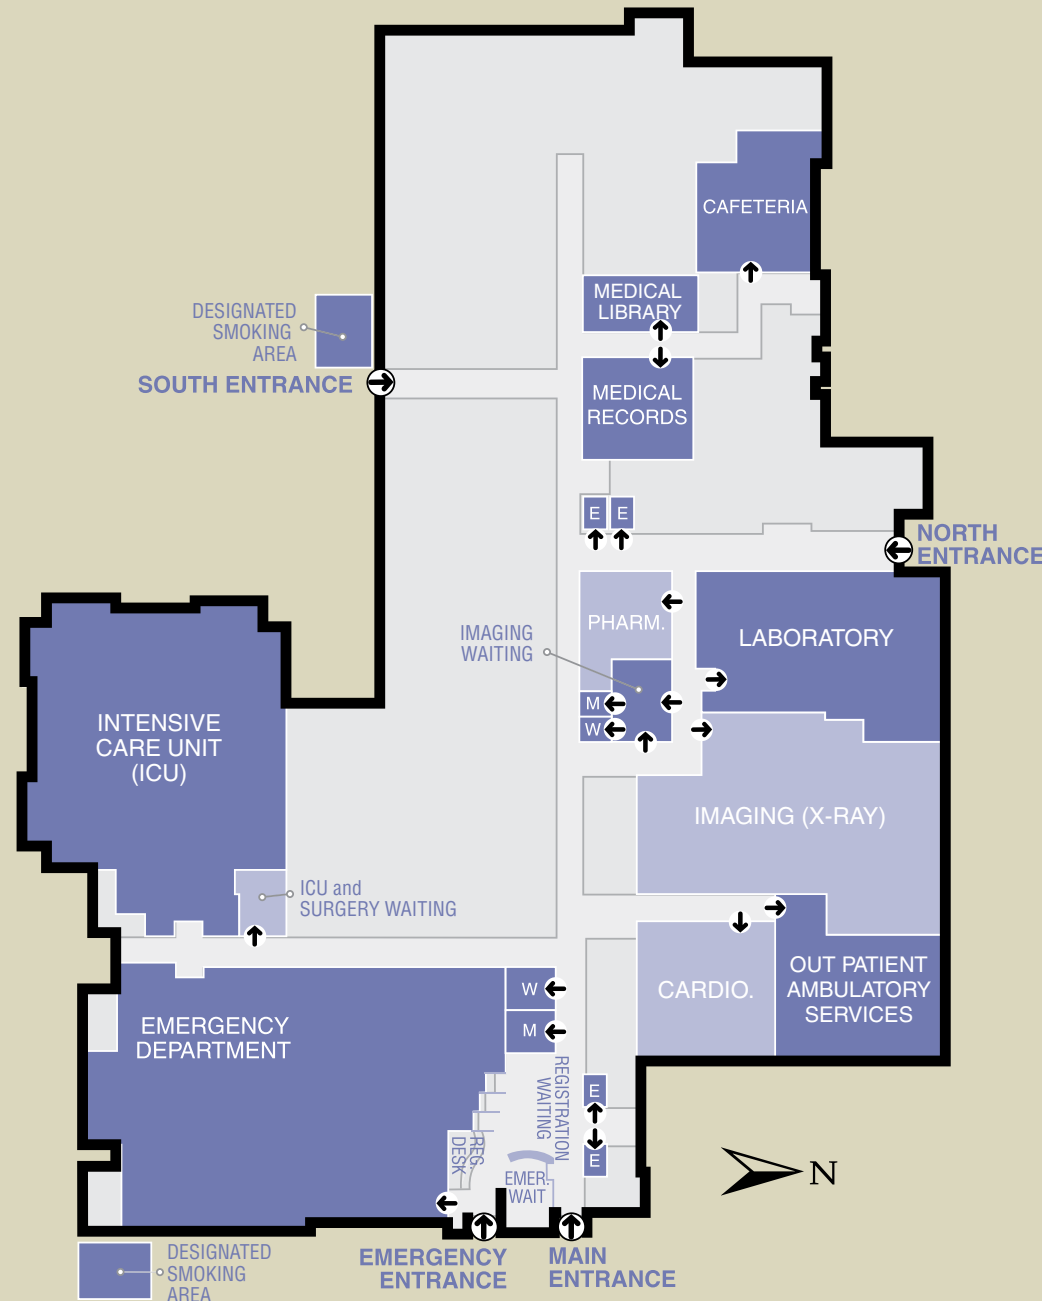 CAFETERIA
MEDICAL
LIBRARY
DESIGNATED
SMOKING
AREA
SOUTH ENTRANCE
MEDICAL
RECORDS
E
E
NORTH
ENTRANCE
PHARM.
IMAGING
WAITING
LABORATORY
M
W
INTENSIVE
CARE UNIT
(ICU)
IMAGING (X-RAY)
ICU and
SURGERY WAITING
OUT PATIENT
AMBULATORY
SERVICES
CARDIO.
W
M
EMERGENCY
DEPARTMENT
REGISTRATION
WAITING
E
E
REG.
DESK
EMER.
WAIT
N
EMERGENCY
ENTRANCE
MAIN
ENTRANCE
DESIGNATED
SMOKING
AREA